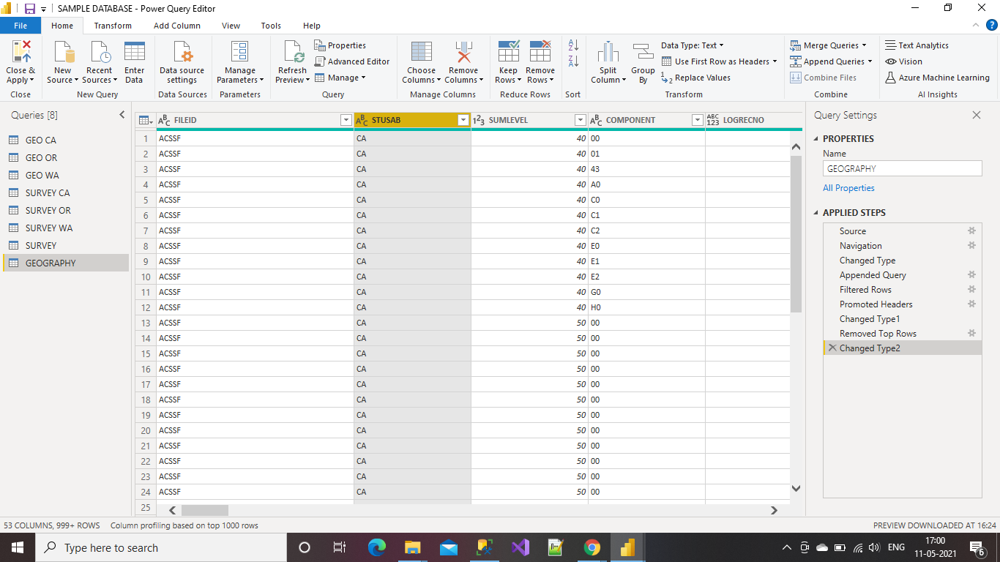 SAMPLE DATABASE - Power Query Editor
File Home Transform Add Column View Tools Help
Close & Apply
Close
New Source
Recent Sources
Enter Data
New Query
Data source settings
Data Sources
Manage Parameters
Parameters
Refresh Preview
Properties
Advanced Editor
Manage
Query
Choose Columns
Remove Columns
Manage Columns
Keep Rows
Remove Rows
Reduce Rows
Sort
Split Column
Group By
Data Type: Text
Use First Row as Headers
Replace Values
Transform
Merge Queries
Append Queries
Combine Files
Combine
Text Analytics
Vision
Azure Machine Learning
AI Insights
Queries [8]
GEO CA
GEO OR
GEO WA
SURVEY CA
SURVEY OR
SURVEY WA
SURVEY
GEOGRAPHY
FILEID STUSAB SUMLEVEL COMPONENT LOGRECNO
1 ACSSF CA 40 00
2 ACSSF CA 40 01
3 ACSSF CA 40 43
4 ACSSF CA 40 A0
5 ACSSF CA 40 C0
6 ACSSF CA 40 C1
7 ACSSF CA 40 C2
8 ACSSF CA 40 E0
9 ACSSF CA 40 E1
10 ACSSF CA 40 E2
11 ACSSF CA 40 G0
12 ACSSF CA 40 H0
13 ACSSF CA 50 00
14 ACSSF CA 50 00
15 ACSSF CA 50 00
16 ACSSF CA 50 00
17 ACSSF CA 50 00
18 ACSSF CA 50 00
19 ACSSF CA 50 00
20 ACSSF CA 50 00
21 ACSSF CA 50 00
22 ACSSF CA 50 00
23 ACSSF CA 50 00
24 ACSSF CA 50 00
25
Query Settings
PROPERTIES
Name
GEOGRAPHY
All Properties
APPLIED STEPS
Source
Navigation
Changed Type
Appended Query
Filtered Rows
Promoted Headers
Changed Type1
Removed Top Rows
Changed Type2
53 COLUMNS, 999+ ROWS Column profiling based on top 1000 rows
PREVIEW DOWNLOADED AT 16:24
Type here to search
ENG
17:00
11-05-2021
6